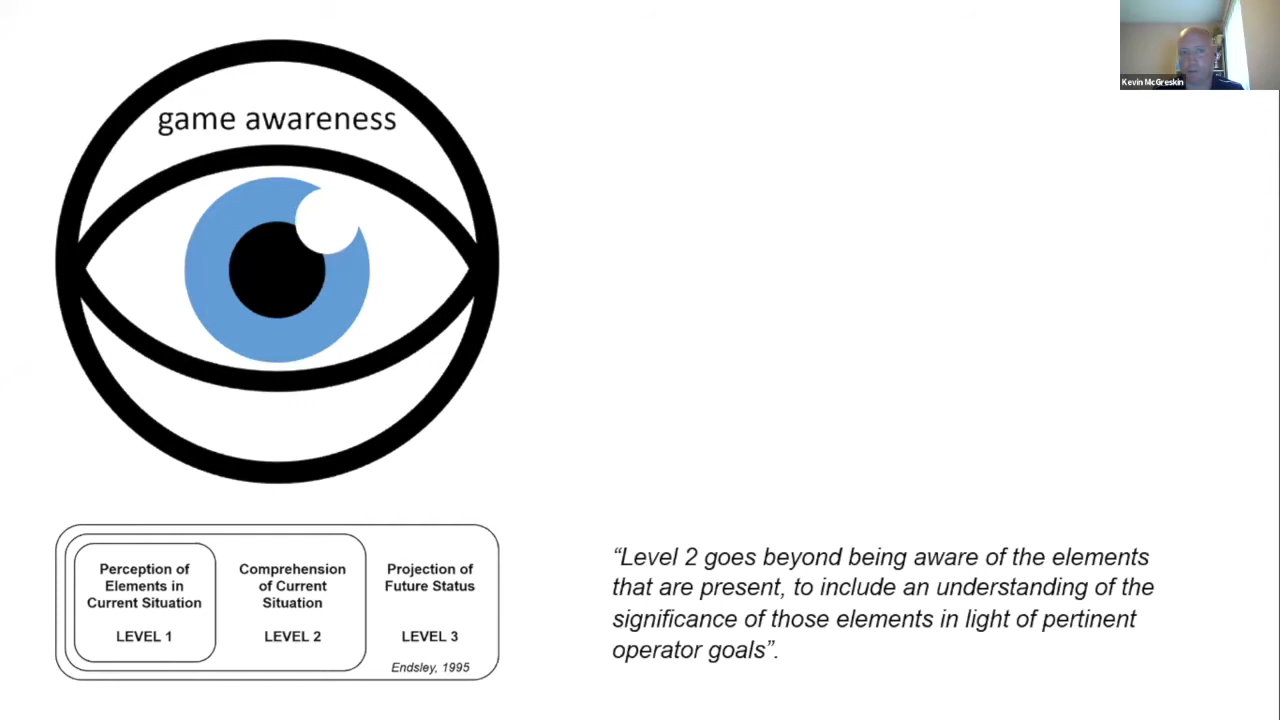 Kevin McGreskin
game awareness
Perception of
Elements in
Current Situation
LEVEL 1
Comprehension
of Current
Situation
LEVEL 2
Projection of
Future Status
LEVEL 3
Endsley, 1995
“Level 2 goes beyond being aware of the elements
that are present, to include an understanding of the
significance of those elements in light of pertinent
operator goals”.